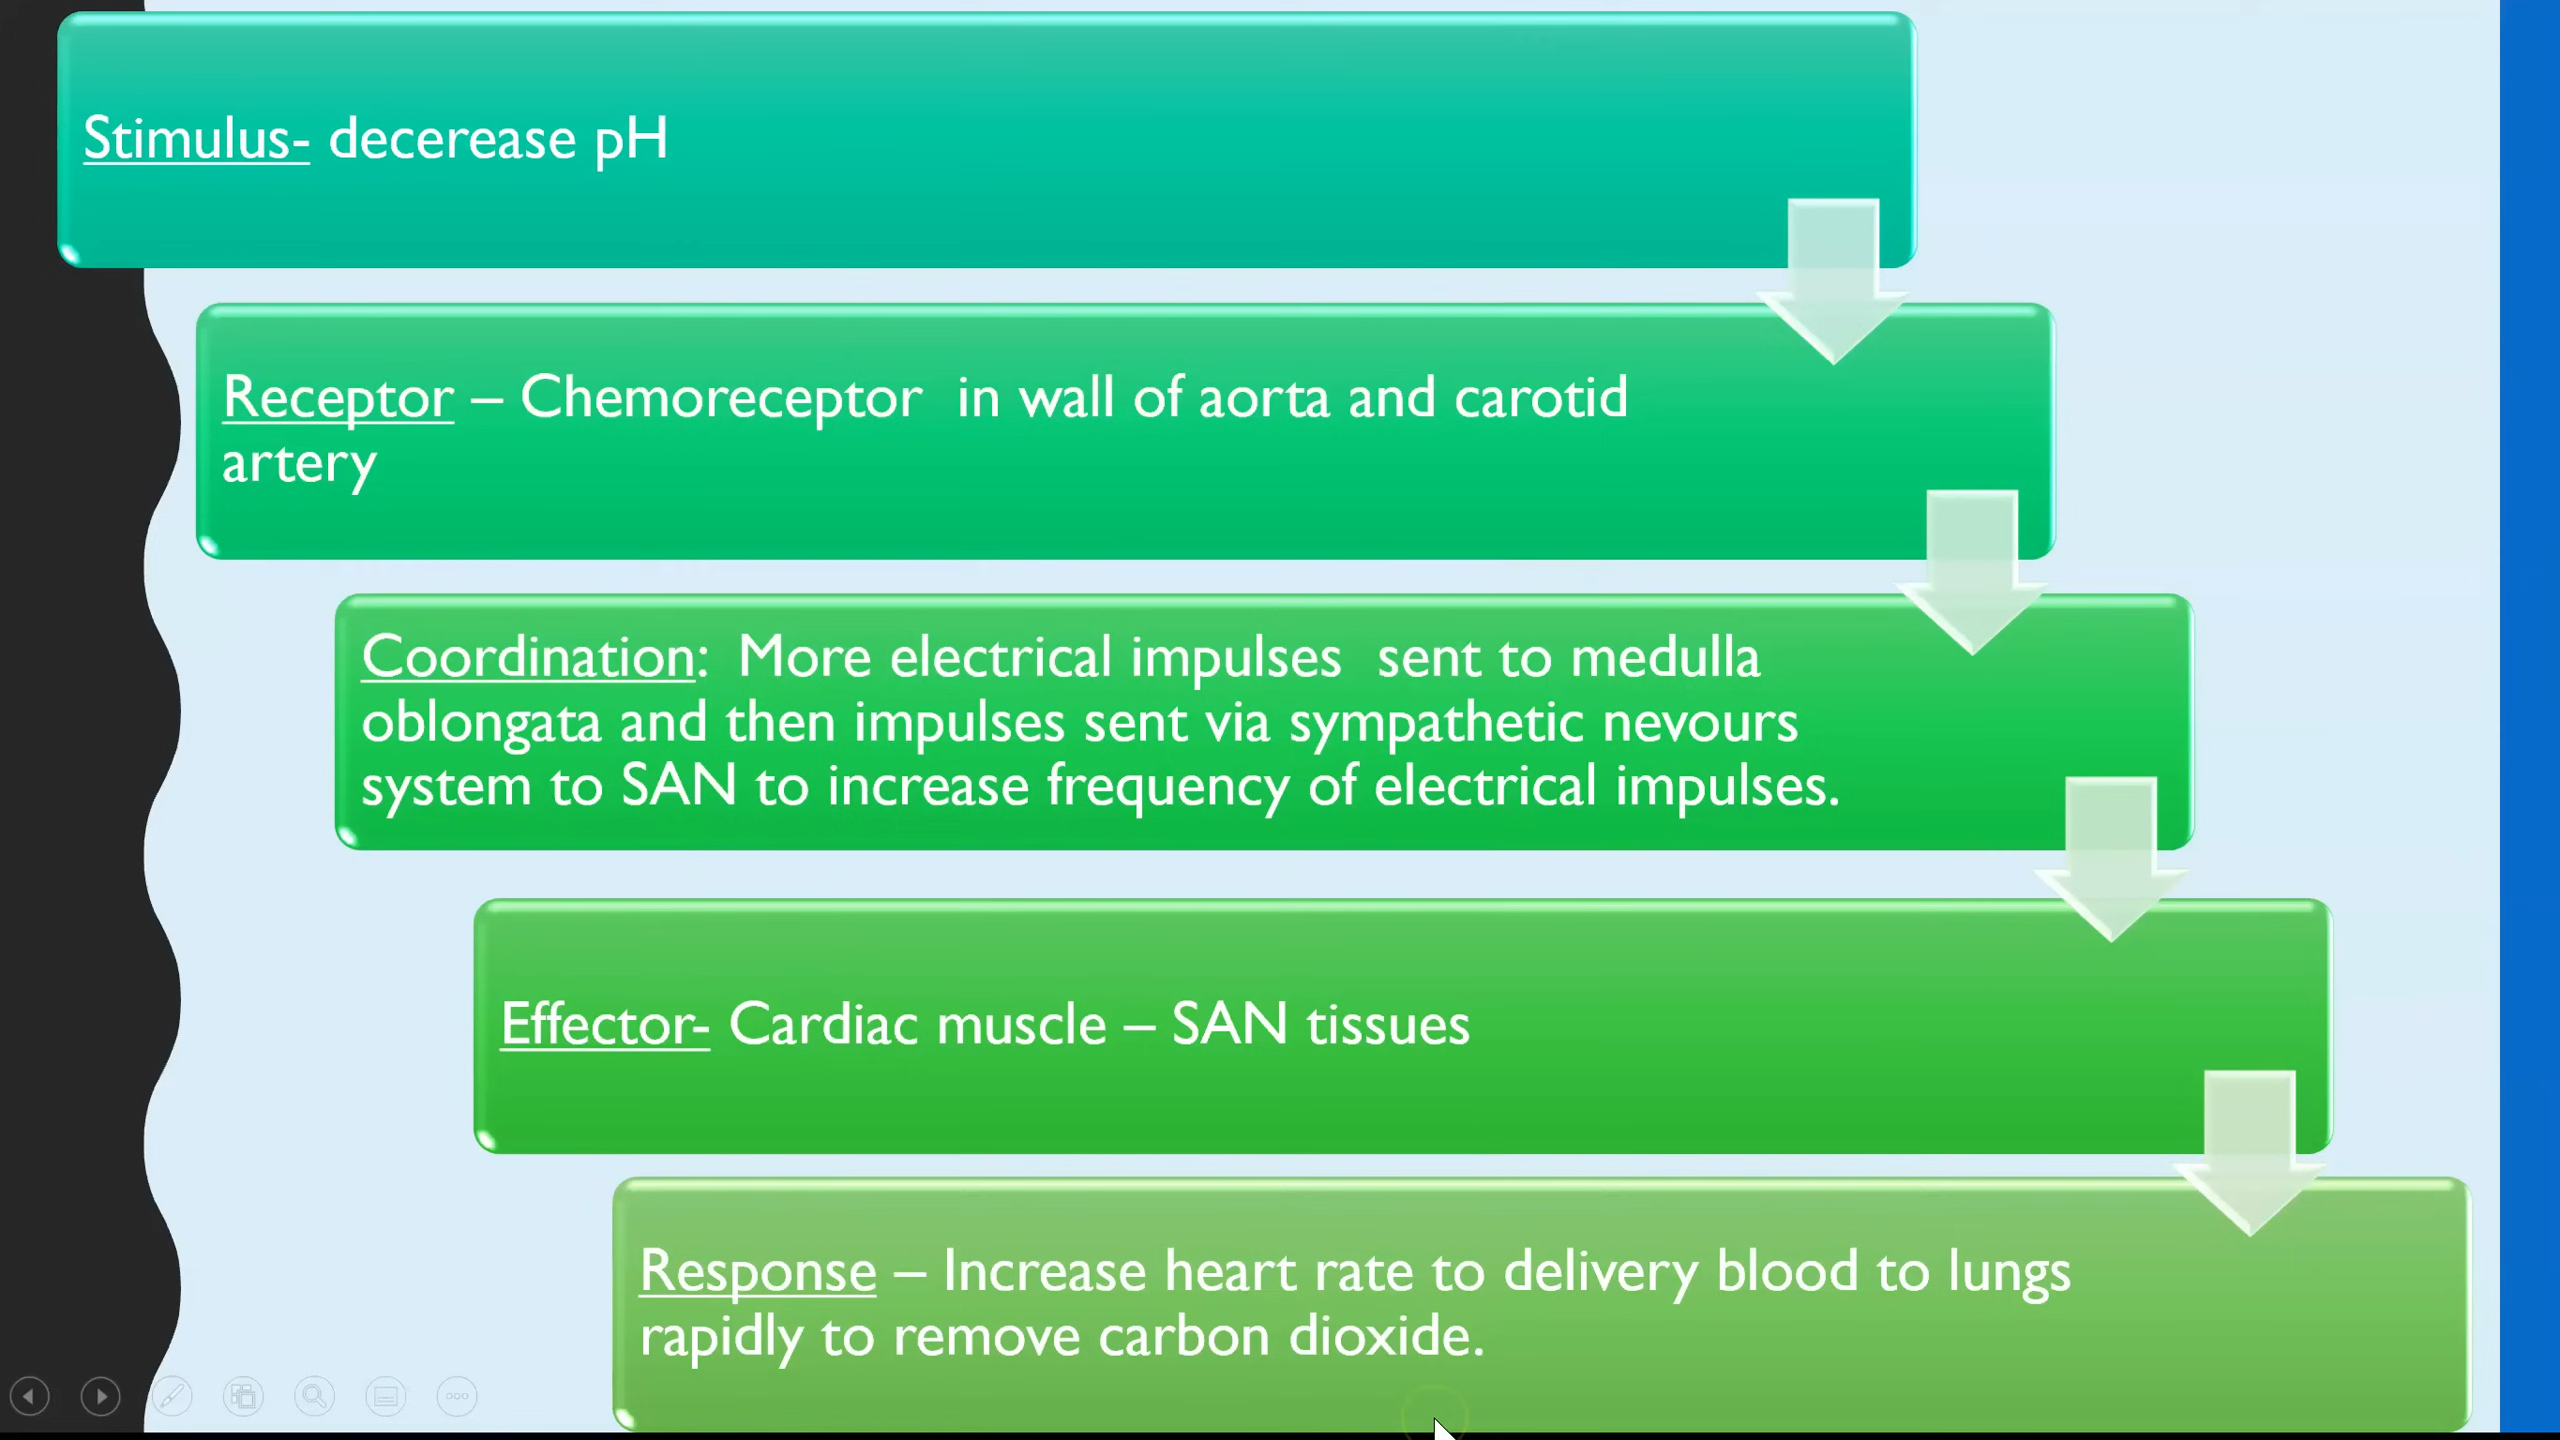 Stimulus- decerease pH
Receptor – Chemoreceptor in wall of aorta and carotid
artery
Coordination: More electrical impulses sent to medulla
oblongata and then impulses sent via sympathetic nevours
system to SAN to increase frequency of electrical impulses.
Effector- Cardiac muscle – SAN tissues
Response – Increase heart rate to delivery blood to lungs
rapidly to remove carbon dioxide.